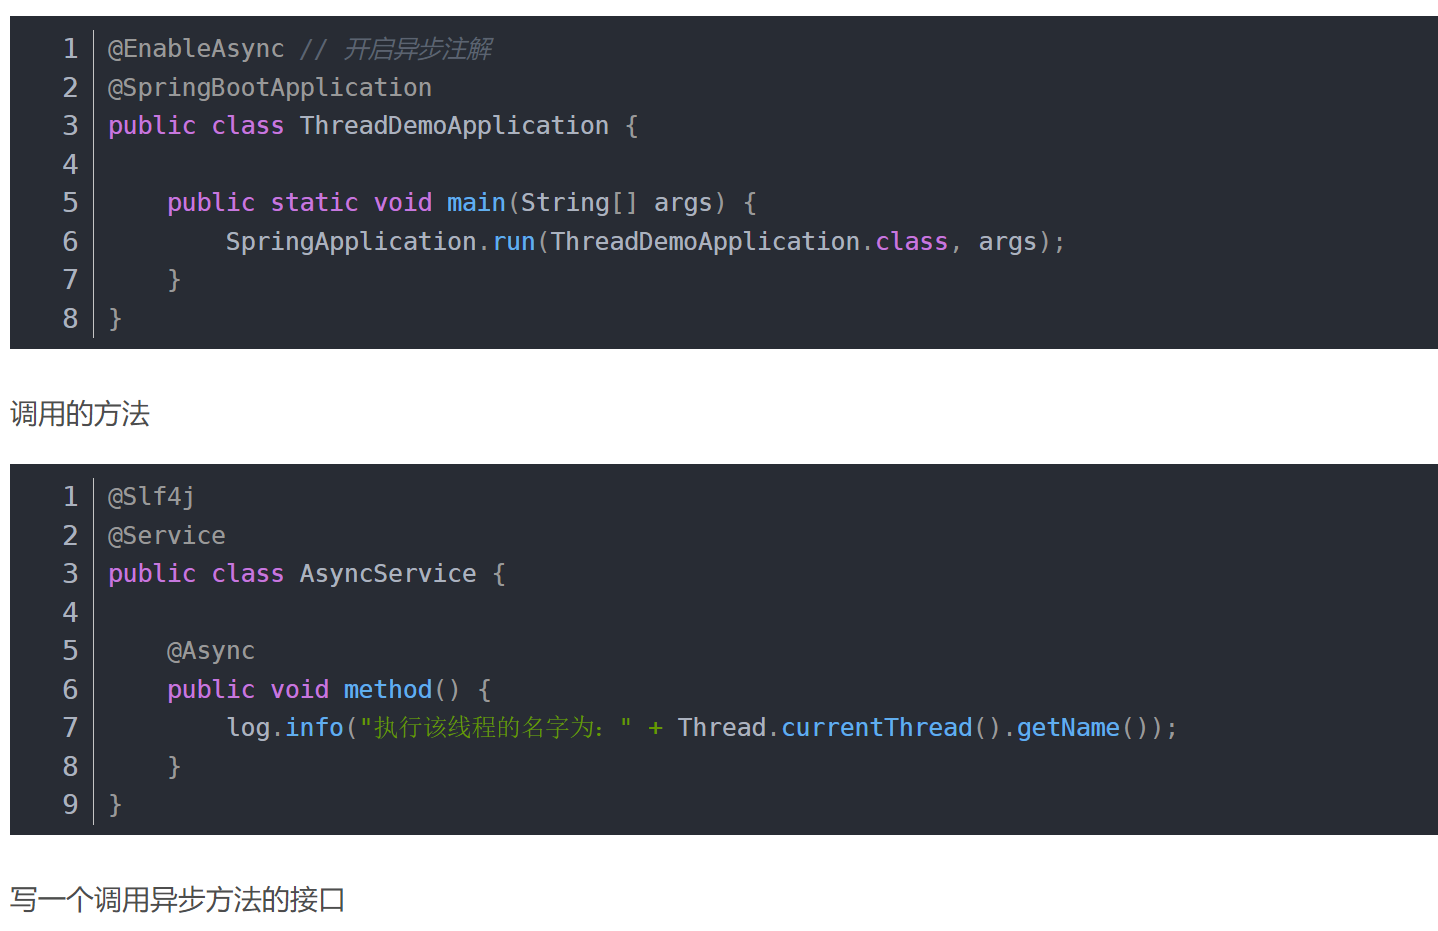 1 @EnableAsync // 开启异步注解
2 @SpringBootApplication
3 public class ThreadDemoApplication {
4
5     public static void main(String[] args) {
6         SpringApplication.run(ThreadDemoApplication.class, args);
7     }
8 }
调用的方法
1 @Slf4j
2 @Service
3 public class AsyncService {
4
5     @Async
6     public void method() {
7         log.info("执行该线程的名字为：" + Thread.currentThread().getName());
8     }
9 }
写一个调用异步方法的接口